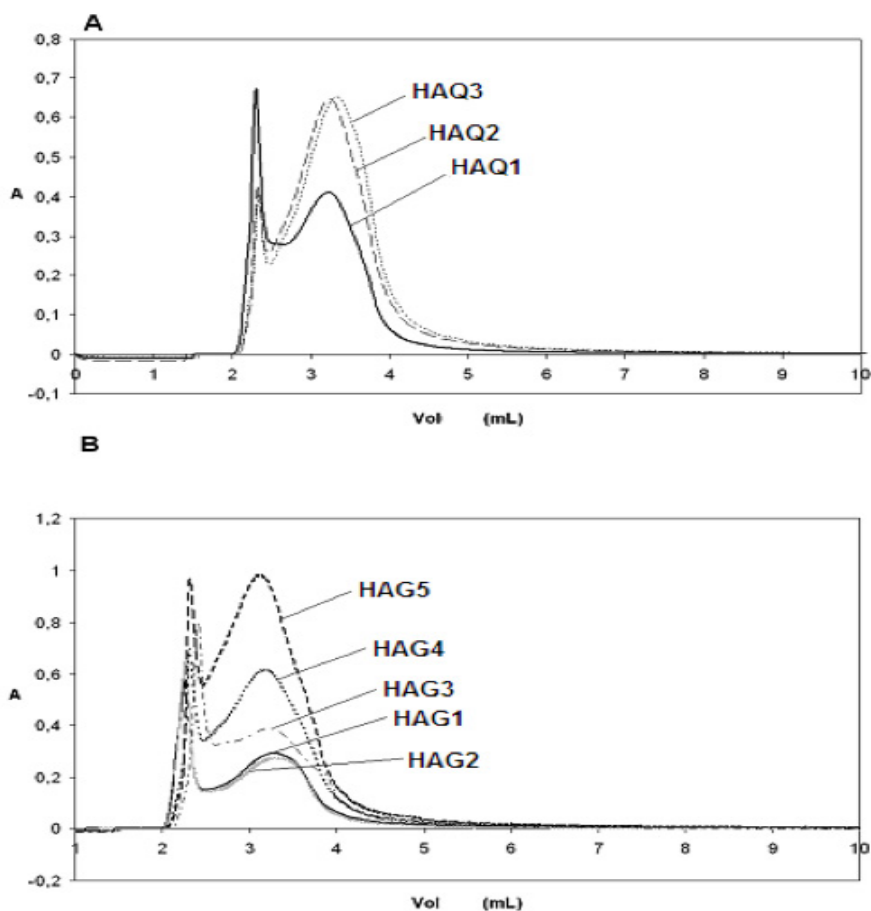 A
0,8
0,7
HAQ3
0,6
HAQ2
0,5
HAQ1
A
0,4
0,3
0,2
0,1
0
-0,1
0 1 2 3 4 5 6 7 8 9 10
Vol (mL)
B
1,2
1
HAG5
0,8
HAG4
A
0,6
HAG3
0,4
HAG1
HAG2
0,2
0
-0,2
1 2 3 4 5 6 7 8 9 10
Vol (mL)